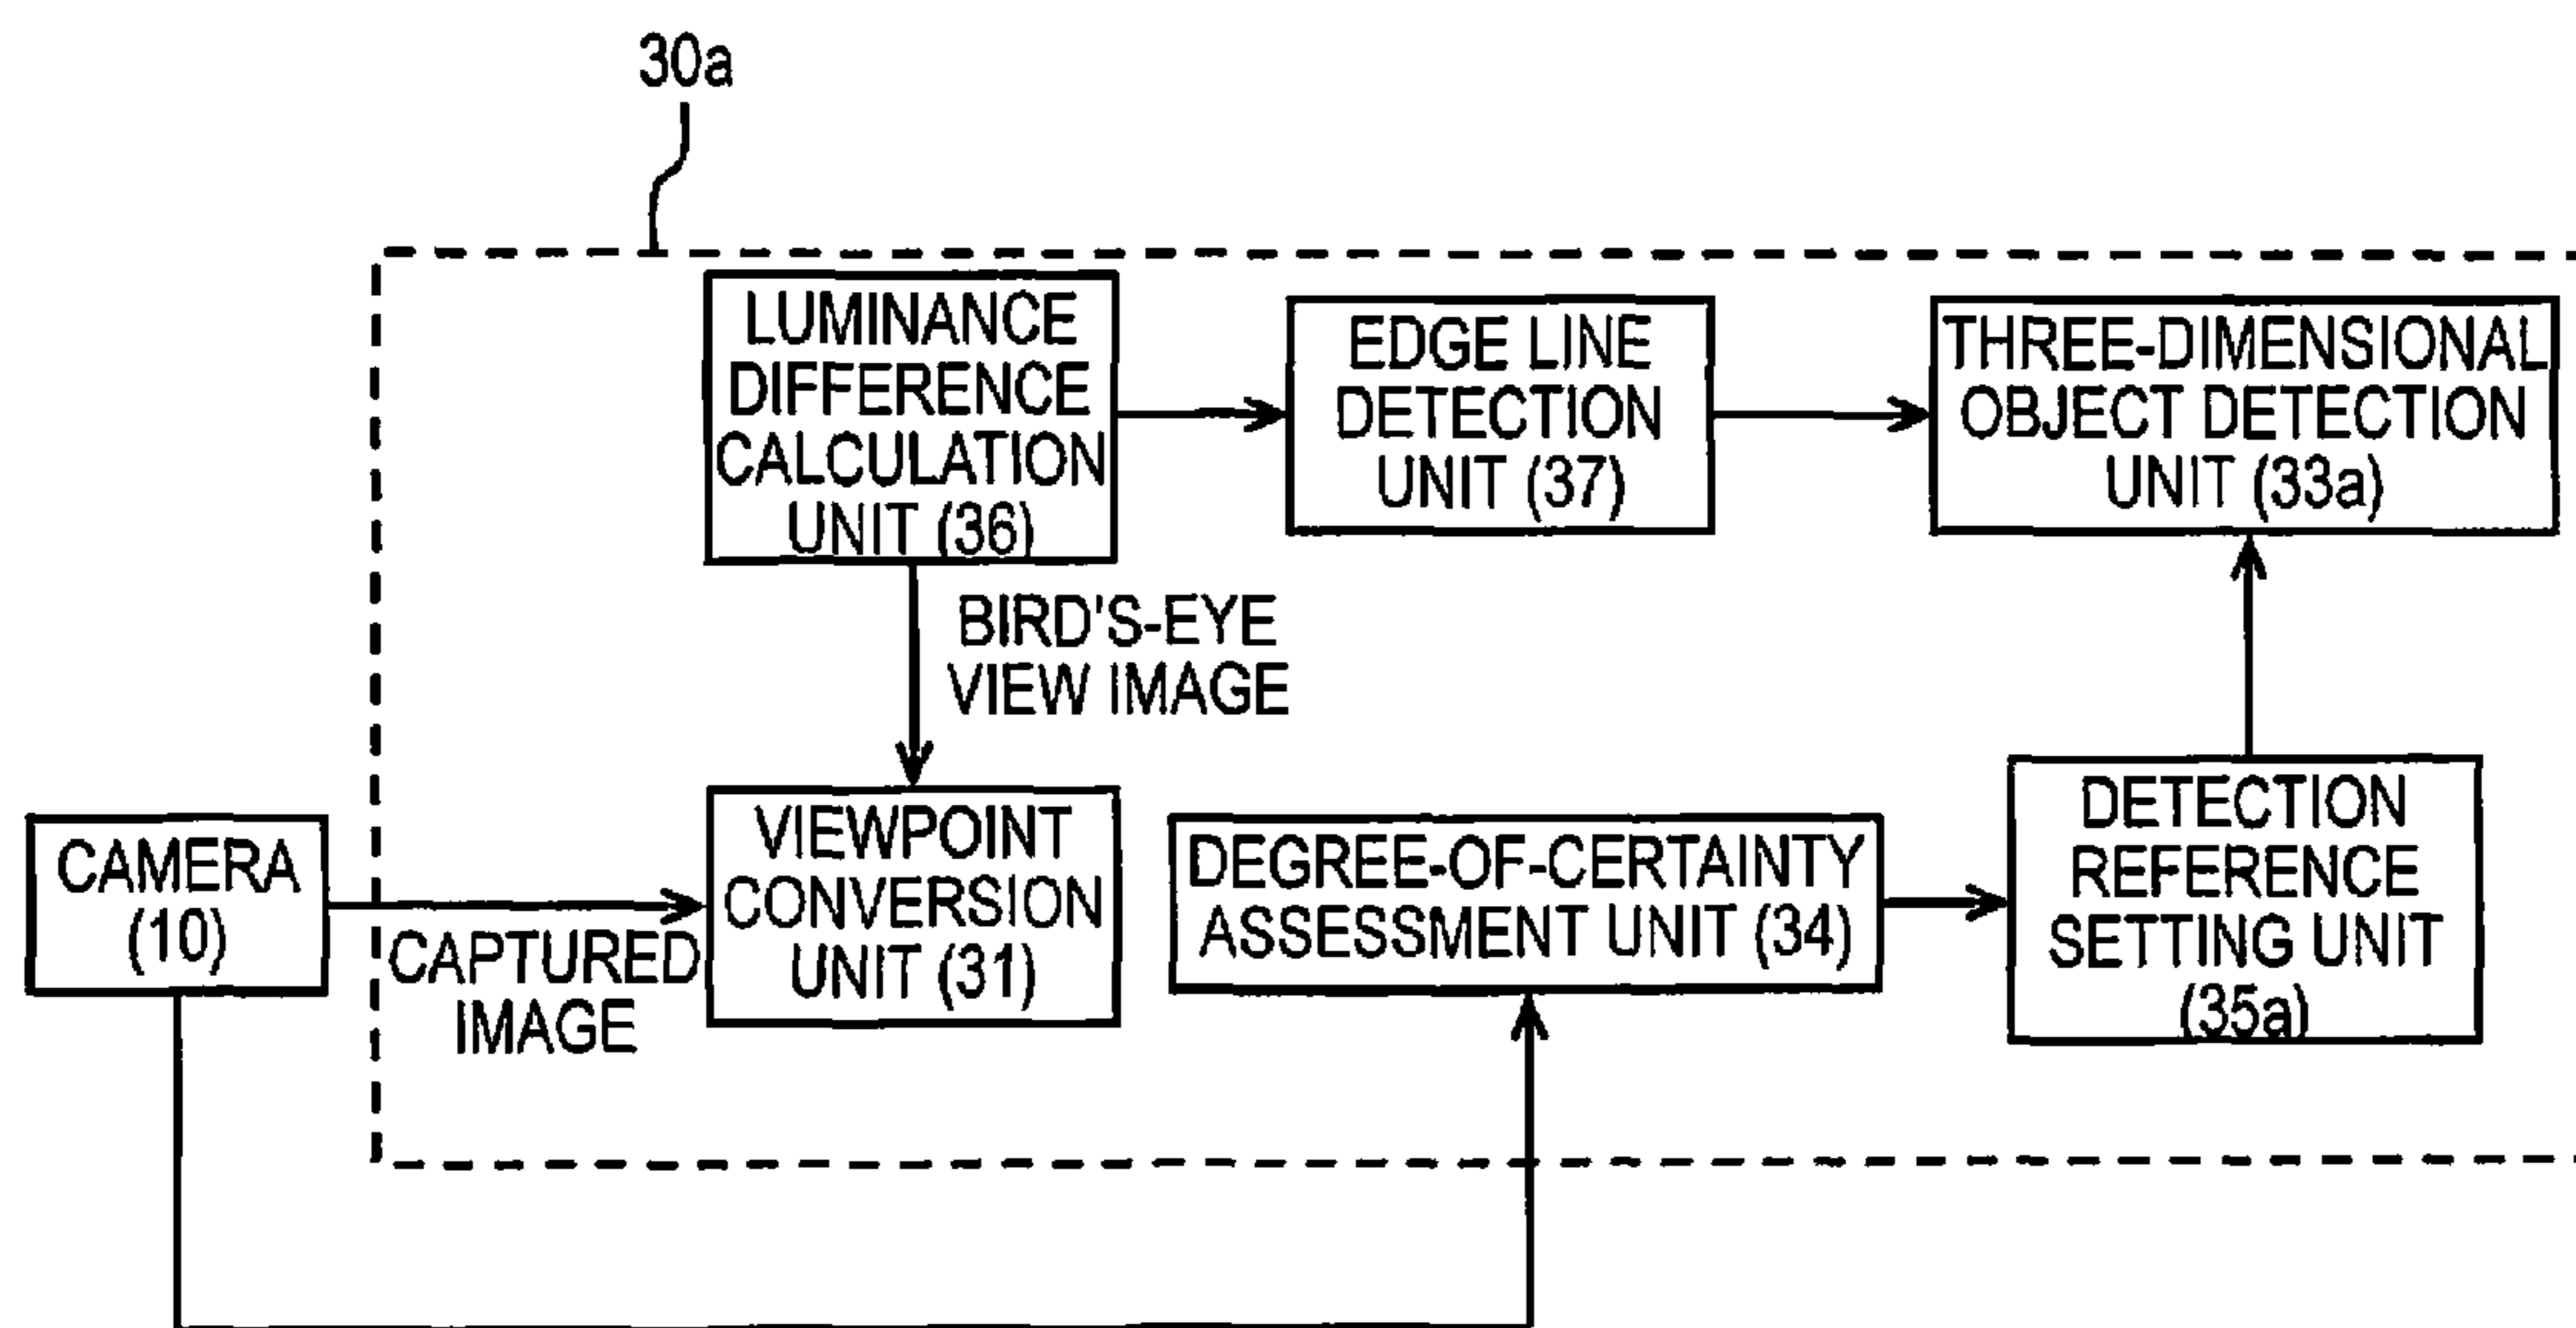 30a
LUMINANCE
DIFFERENCE
CALCULATION
UNIT (36)
EDGE LINE
DETECTION
UNIT (37)
THREE-DIMENSIONAL
OBJECT DETECTION
UNIT (33a)
BIRD'S-EYE
VIEW IMAGE
CAMERA
(10)
CAPTURED
IMAGE
VIEWPOINT
CONVERSION
UNIT (31)
DEGREE-OF-CERTAINTY
ASSESSMENT UNIT (34)
DETECTION
REFERENCE
SETTING UNIT
(35a)